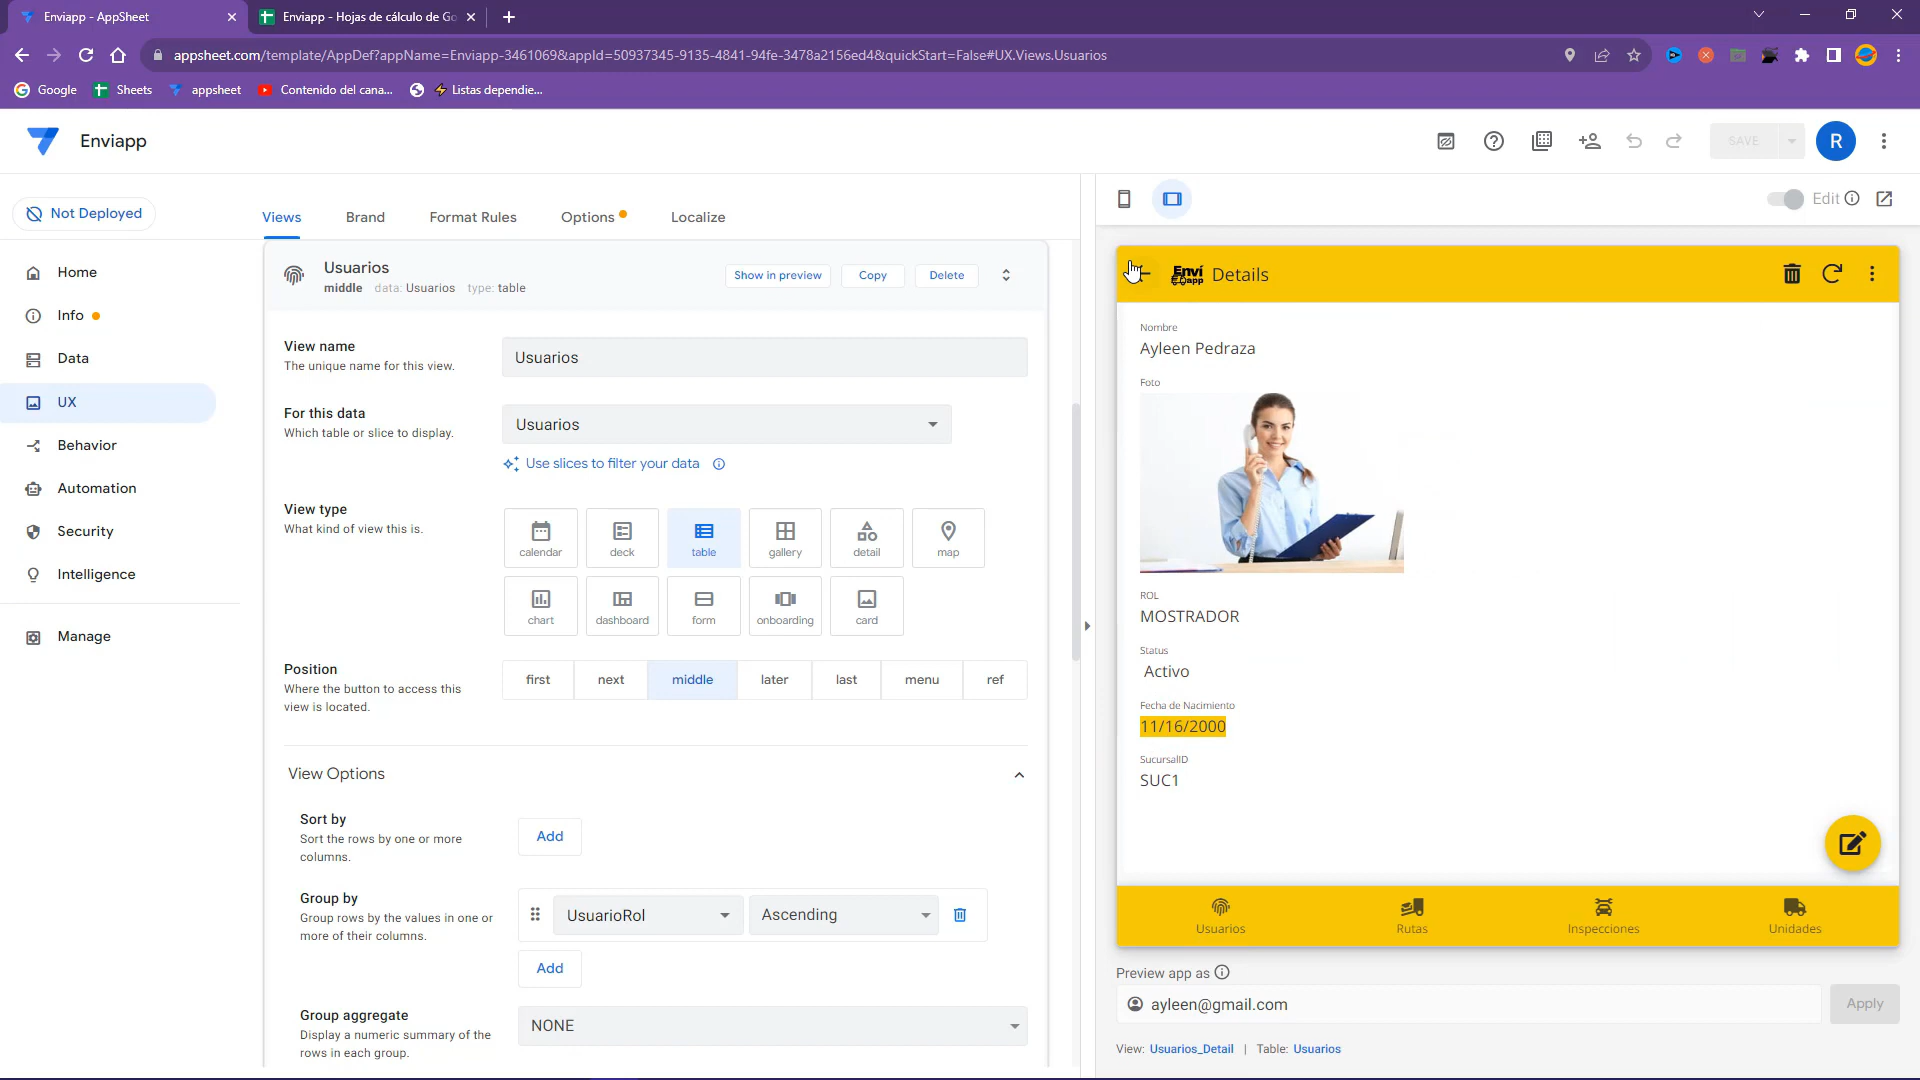 Enviapp - AppSheet
Enviapp - Hojas de cálculo de Go
appsheet.com/template/AppDef?appName=Enviapp-3461069&appId=50937345-9135-4841-94fe-3478a2156ed4&quickStart=False#UX.Views.Usuarios
Google
Sheets
appsheet
Contenido del cana...
Listas dependie...
Enviapp
SAVE
R
Not Deployed
Views
Brand
Format Rules
Options
Localize
Edit
Home
Info
Data
UX
Behavior
Automation
Security
Intelligence
Manage
Usuarios
middle data: Usuarios type: table
Show in preview
Copy
Delete
View name
The unique name for this view.
Usuarios
For this data
Which table or slice to display.
Usuarios
Use slices to filter your data
View type
What kind of view this is.
calendar
deck
table
gallery
detail
map
chart
dashboard
form
onboarding
card
Position
Where the button to access this
view is located.
first
next
middle
later
last
menu
ref
View Options
Sort by
Sort the rows by one or more
columns.
Add
Group by
Group rows by the values in one or
more of their columns.
UsuarioRol
Ascending
Add
Group aggregate
Display a numeric summary of the
rows in each group.
NONE
Enví
app
Details
Nombre
Ayleen Pedraza
Foto
ROL
MOSTRADOR
Status
Activo
Fecha de Nacimiento
11/16/2000
SucursalID
SUC1
Usuarios
Rutas
Inspecciones
Unidades
Preview app as
ayleen@gmail.com
Apply
View: Usuarios_Detail | Table: Usuarios